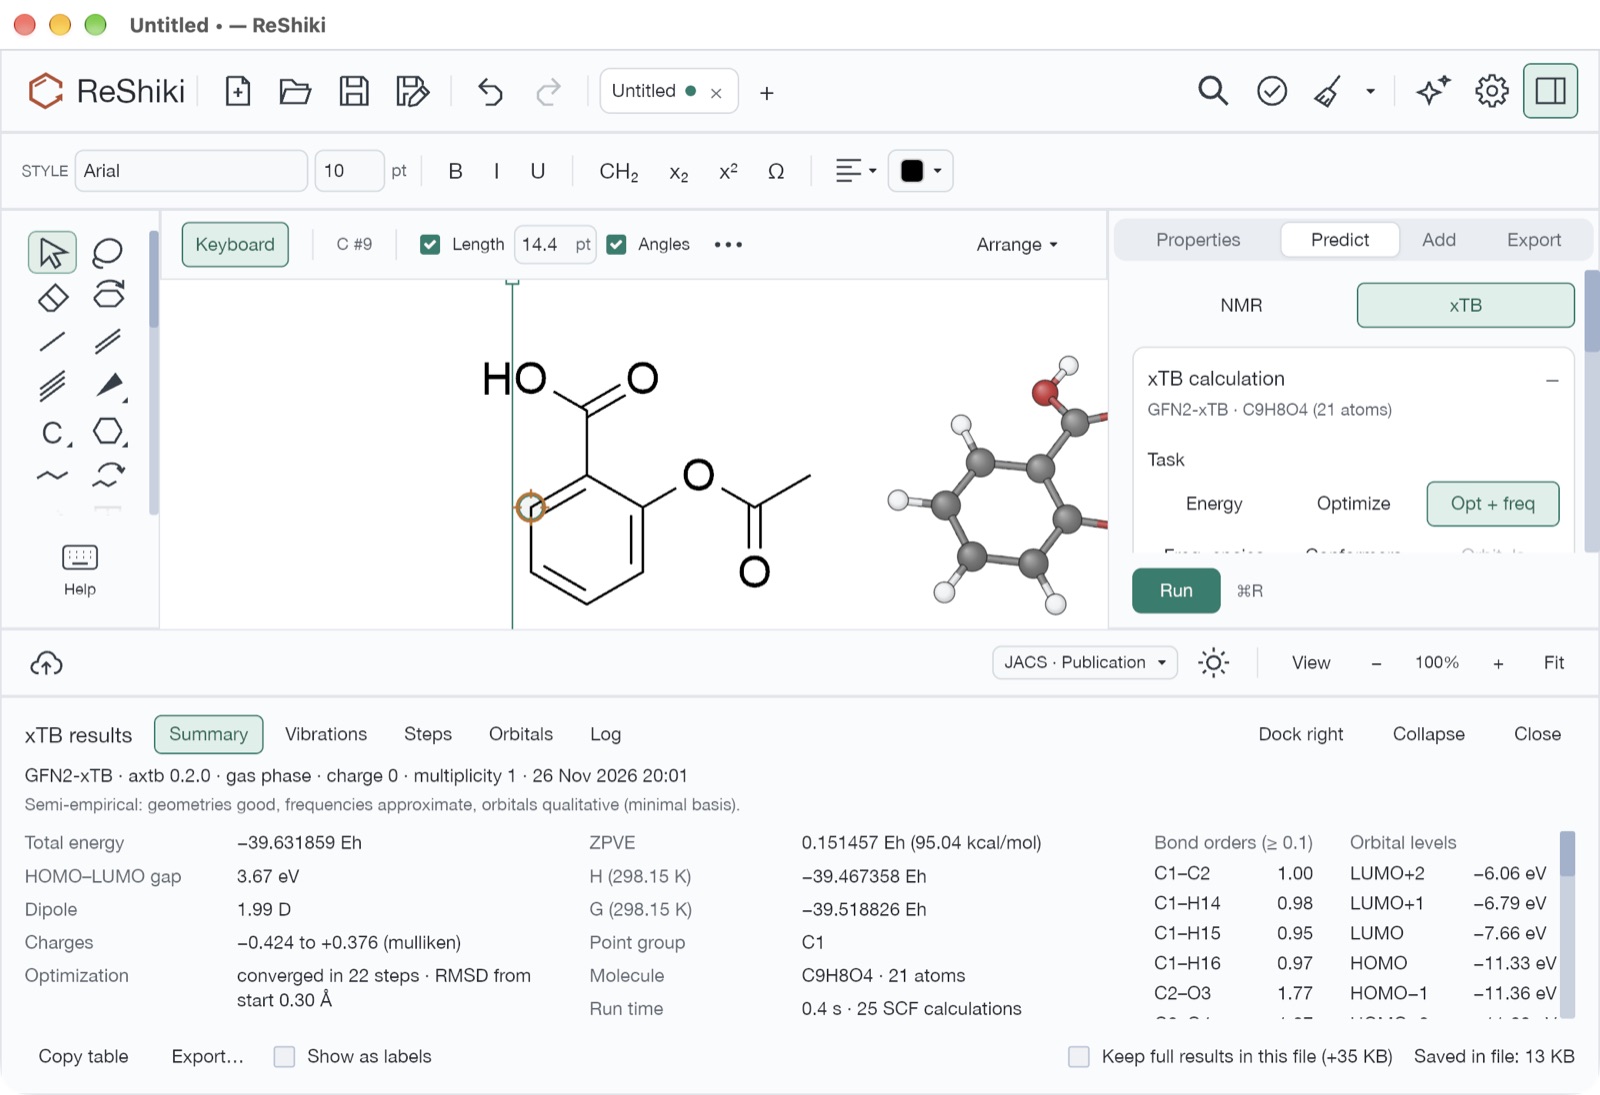 Untitled • — ReShiki
ReShiki
Untitled
STYLE Arial 10 pt B I U CH₂ x₂ x² Ω
Keyboard C #9 Length 14.4 pt Angles ••• Arrange
Properties Predict Add Export
NMR xTB
xTB calculation
GFN2-xTB · C9H8O4 (21 atoms)
Task
Energy Optimize Opt + freq
Run ⌘R
C
Help
HO O
O
O
JACS · Publication View − 100% + Fit
xTB results Summary Vibrations Steps Orbitals Log Dock right Collapse Close
GFN2-xTB · axtb 0.2.0 · gas phase · charge 0 · multiplicity 1 · 26 Nov 2026 20:01
Semi-empirical: geometries good, frequencies approximate, orbitals qualitative (minimal basis).
Total energy −39.631859 Eh
HOMO–LUMO gap 3.67 eV
Dipole 1.99 D
Charges −0.424 to +0.376 (mulliken)
Optimization converged in 22 steps · RMSD from
start 0.30 Å
ZPVE 0.151457 Eh (95.04 kcal/mol)
H (298.15 K) −39.467358 Eh
G (298.15 K) −39.518826 Eh
Point group C1
Molecule C9H8O4 · 21 atoms
Run time 0.4 s · 25 SCF calculations
Bond orders (≥ 0.1)
C1–C2 1.00
C1–H14 0.98
C1–H15 0.95
C1–H16 0.97
C2–O3 1.77
Orbital levels
LUMO+2 −6.06 eV
LUMO+1 −6.79 eV
LUMO −7.66 eV
HOMO −11.33 eV
HOMO−1 −11.36 eV
Copy table Export… Show as labels Keep full results in this file (+35 KB) Saved in file: 13 KB